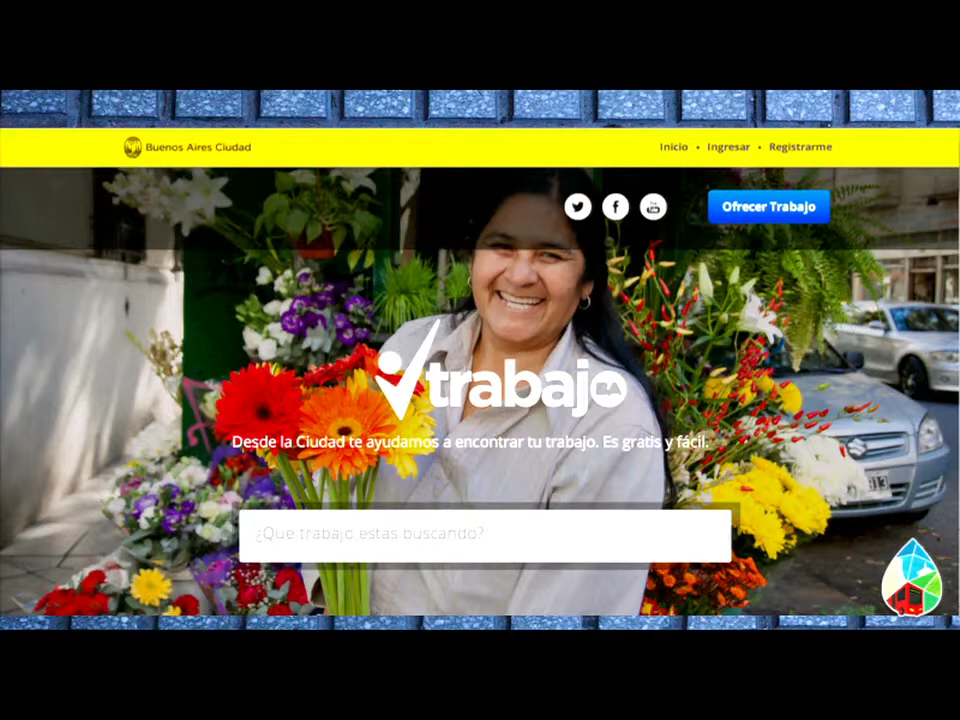 Buenos Aires Ciudad
Inicio • Ingresar • Registrarme
Ofrecer Trabajo
trabajo BA
Desde la Ciudad te ayudamos a encontrar tu trabajo. Es gratis y fácil.
¿Que trabajo estas buscando?